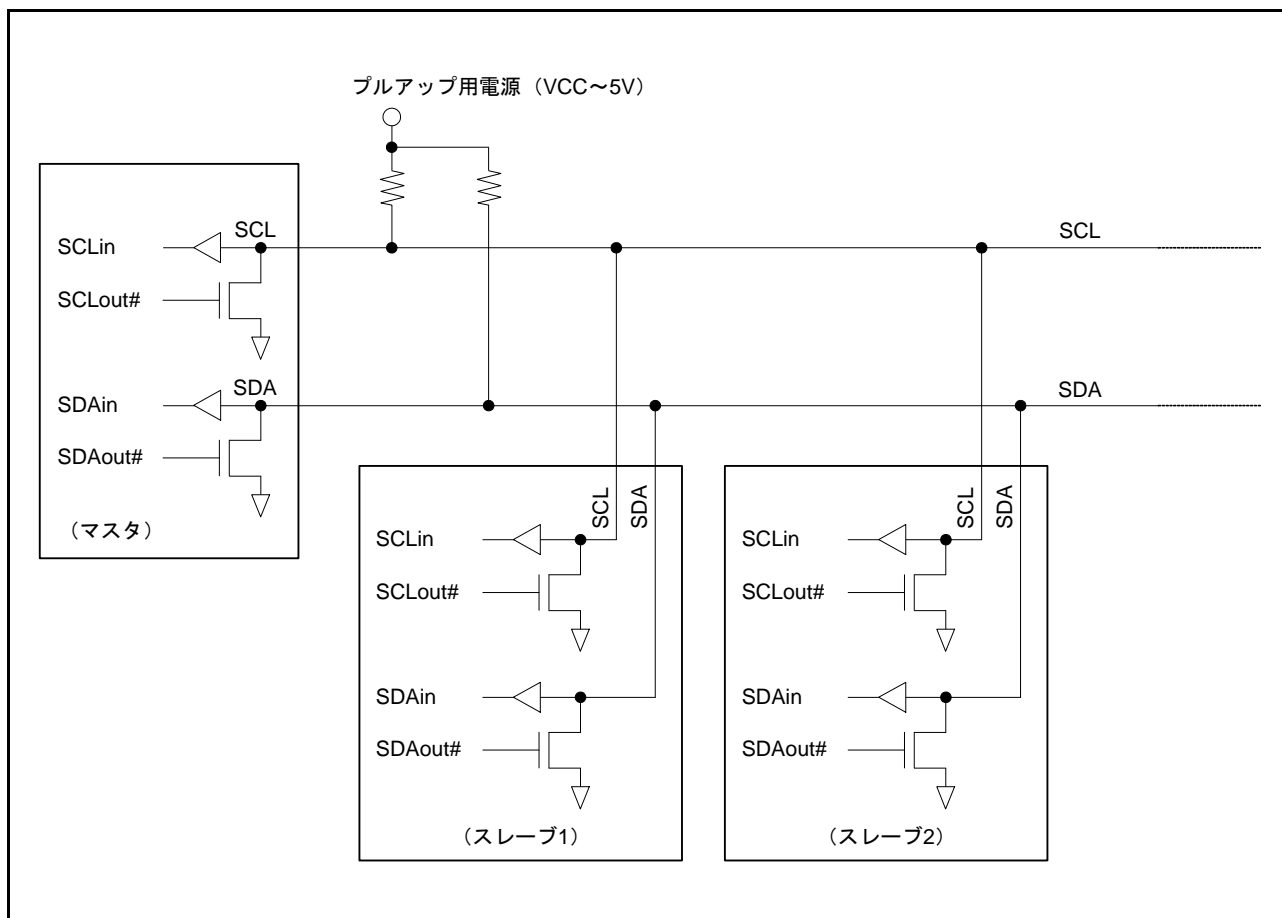 プルアップ用電源（VCC～5V）
SCL
SCLin
SCLout#
SDA
SDAin
SDAout#
（マスタ）
SCL
SDA
SCL
SDA
SCLin
SCLout#
SDAin
SDAout#
（スレーブ1）
SCL
SDA
SCLin
SCLout#
SDAin
SDAout#
（スレーブ2）